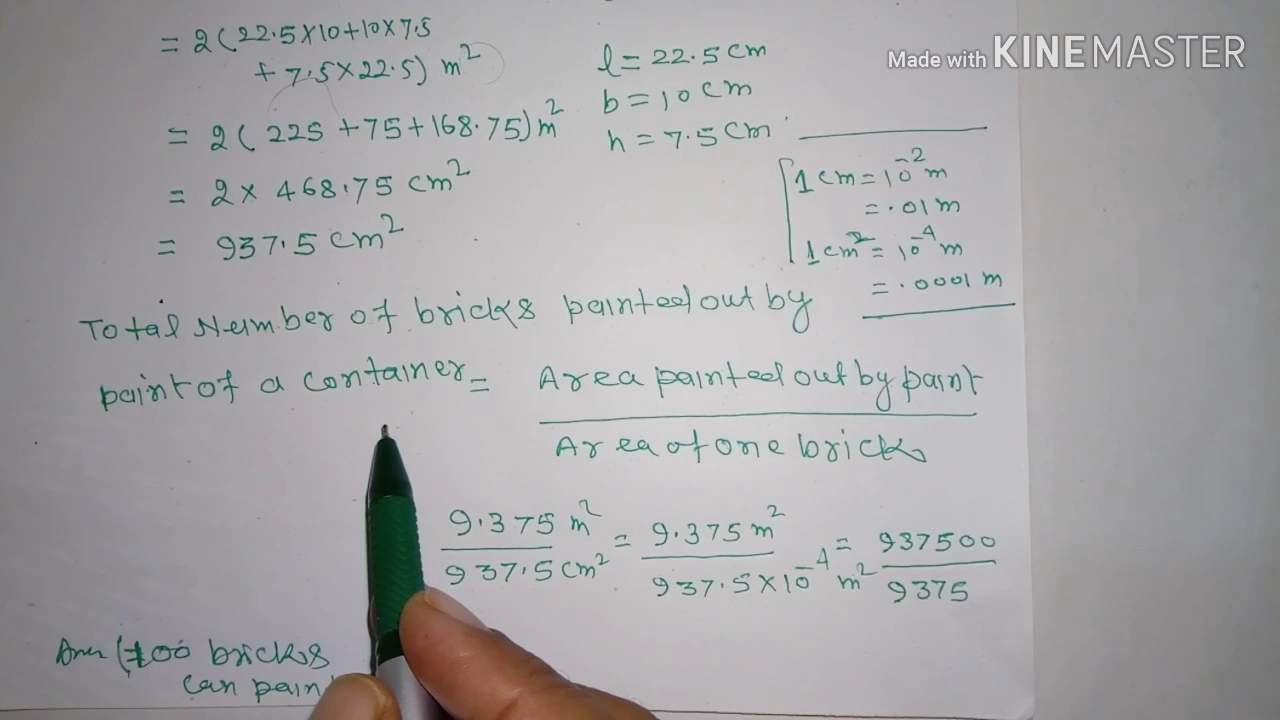 = 2(22.5×10+10×7.5
+ 7.5×22.5) m²
= 2( 225 +75+168.75) m²
= 2× 468.75 cm²
= 937.5 cm²
l = 22.5 cm
b = 10 cm
h = 7.5 cm
Made with KINEMASTER
1 cm = 10⁻² m
= .01 m
1 cm² = 10⁻⁴ m
= .0001 m
Total Number of bricks painted out by
paint of a container = Area painted out by paint
Area of one brick
9.375 m² / 937.5 cm² = 9.375 m² / 937.5×10⁻⁴ m² = 937500 / 9375
Ans (100 bricks
can paint